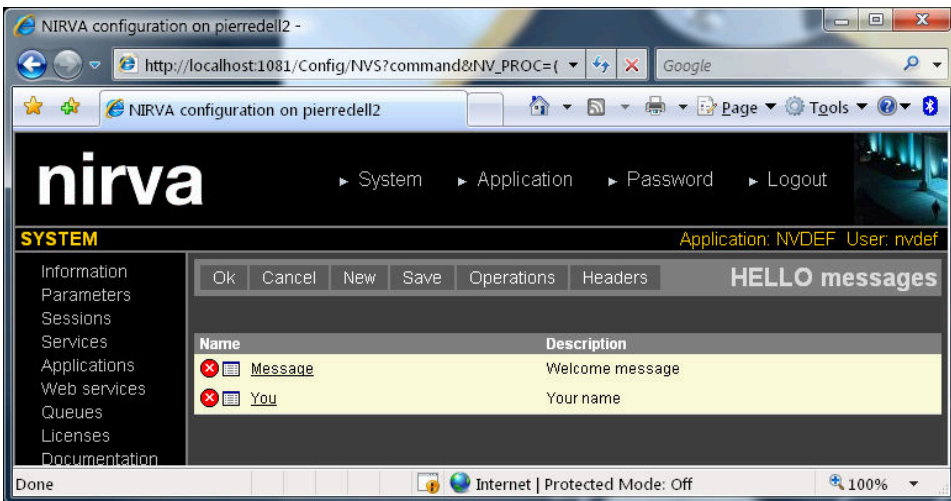 NIRVA configuration on pierredell2 -
http://localhost:1081/Config/NVS?command&NV_PROC=(
Google
NIRVA configuration on pierredell2
Page
Tools
nirva
System
Application
Password
Logout
SYSTEM
Application: NVDEF User: nvdef
Information
Parameters
Sessions
Services
Applications
Web services
Queues
Licenses
Documentation
Ok
Cancel
New
Save
Operations
Headers
HELLO messages
Name Description
Message Welcome message
You Your name
Done
Internet | Protected Mode: Off
100%